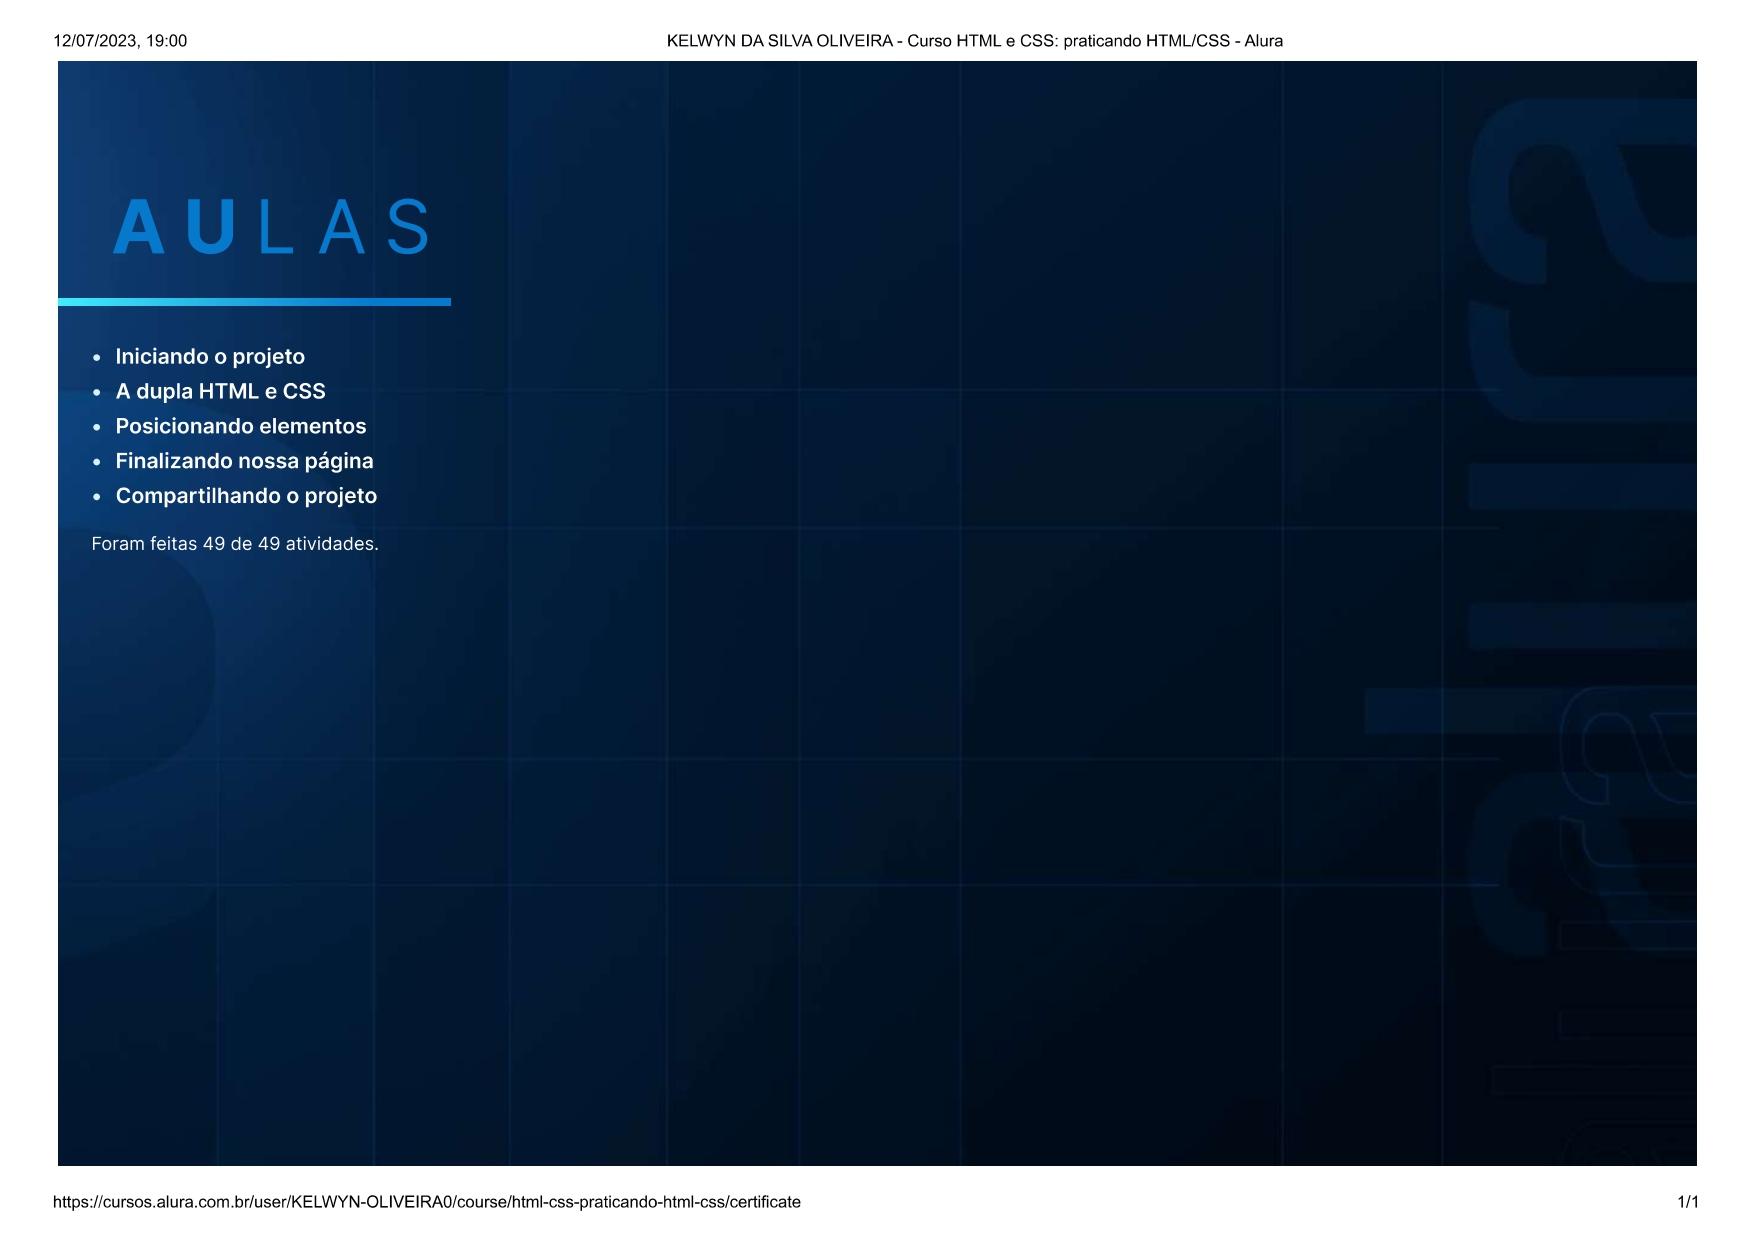 12/07/2023, 19:00
KELWYN DA SILVA OLIVEIRA - Curso HTML e CSS: praticando HTML/CSS - Alura
AULAS
• Iniciando o projeto
• A dupla HTML e CSS
• Posicionando elementos
• Finalizando nossa página
• Compartilhando o projeto
Foram feitas 49 de 49 atividades.
alura
https://cursos.alura.com.br/user/KELWYN-OLIVEIRA0/course/html-css-praticando-html-css/certificate
1/1